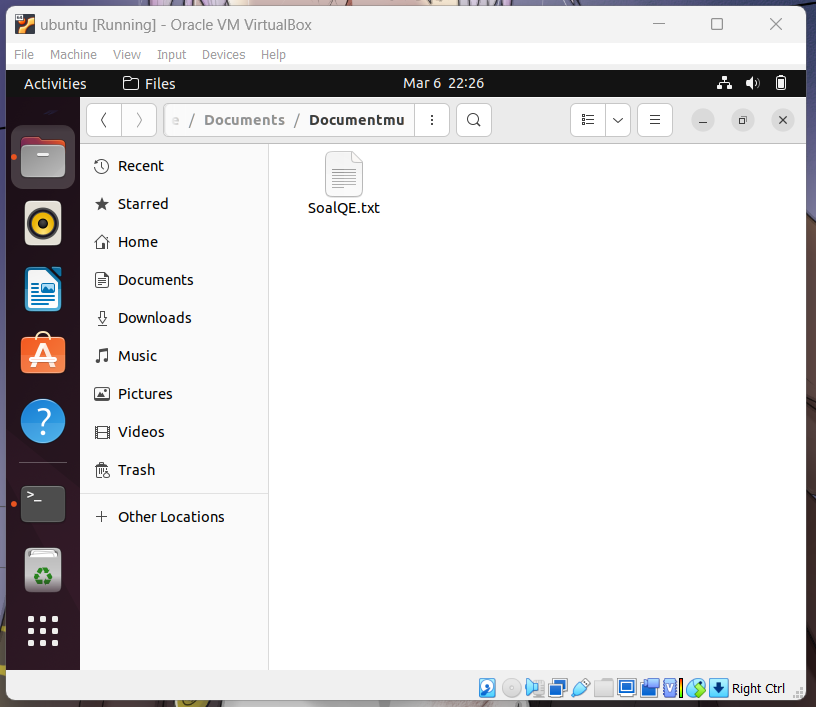 ubuntu [Running] - Oracle VM VirtualBox
File Machine View Input Devices Help
Activities Files Mar 6 22:26
e / Documents / Documentmu
Recent
Starred
Home
Documents
Downloads
Music
Pictures
Videos
Trash
Other Locations
SoalQE.txt
>_
Right Ctrl